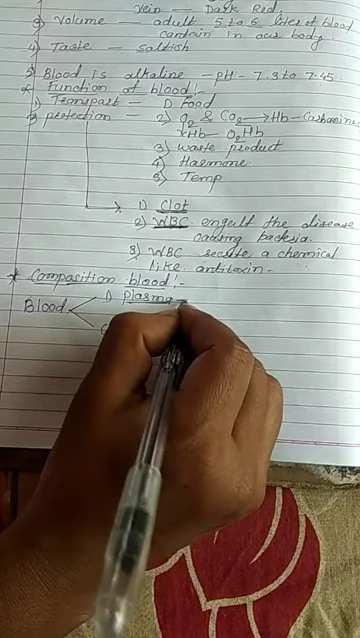 vein — Dark Red.
3) Volume — adult 5 to 6 liter of blood
contain in our body.
4) Taste — saltish
5) Blood is alkaline — pH - 7.3 to 7.45.
* Function of blood :-
1) Transport — 1) Food
2) protection — 2) O2 & CO2 → Hb — Carbamino
Hb — O2Hb
3) waste product
4) Harmone
5) Temp
1) Clot
2) WBC engulf the disease
causing bacteria.
3) WBC secrete a chemical
like antitoxin.
* Composition blood :-
Blood 1) Plasma